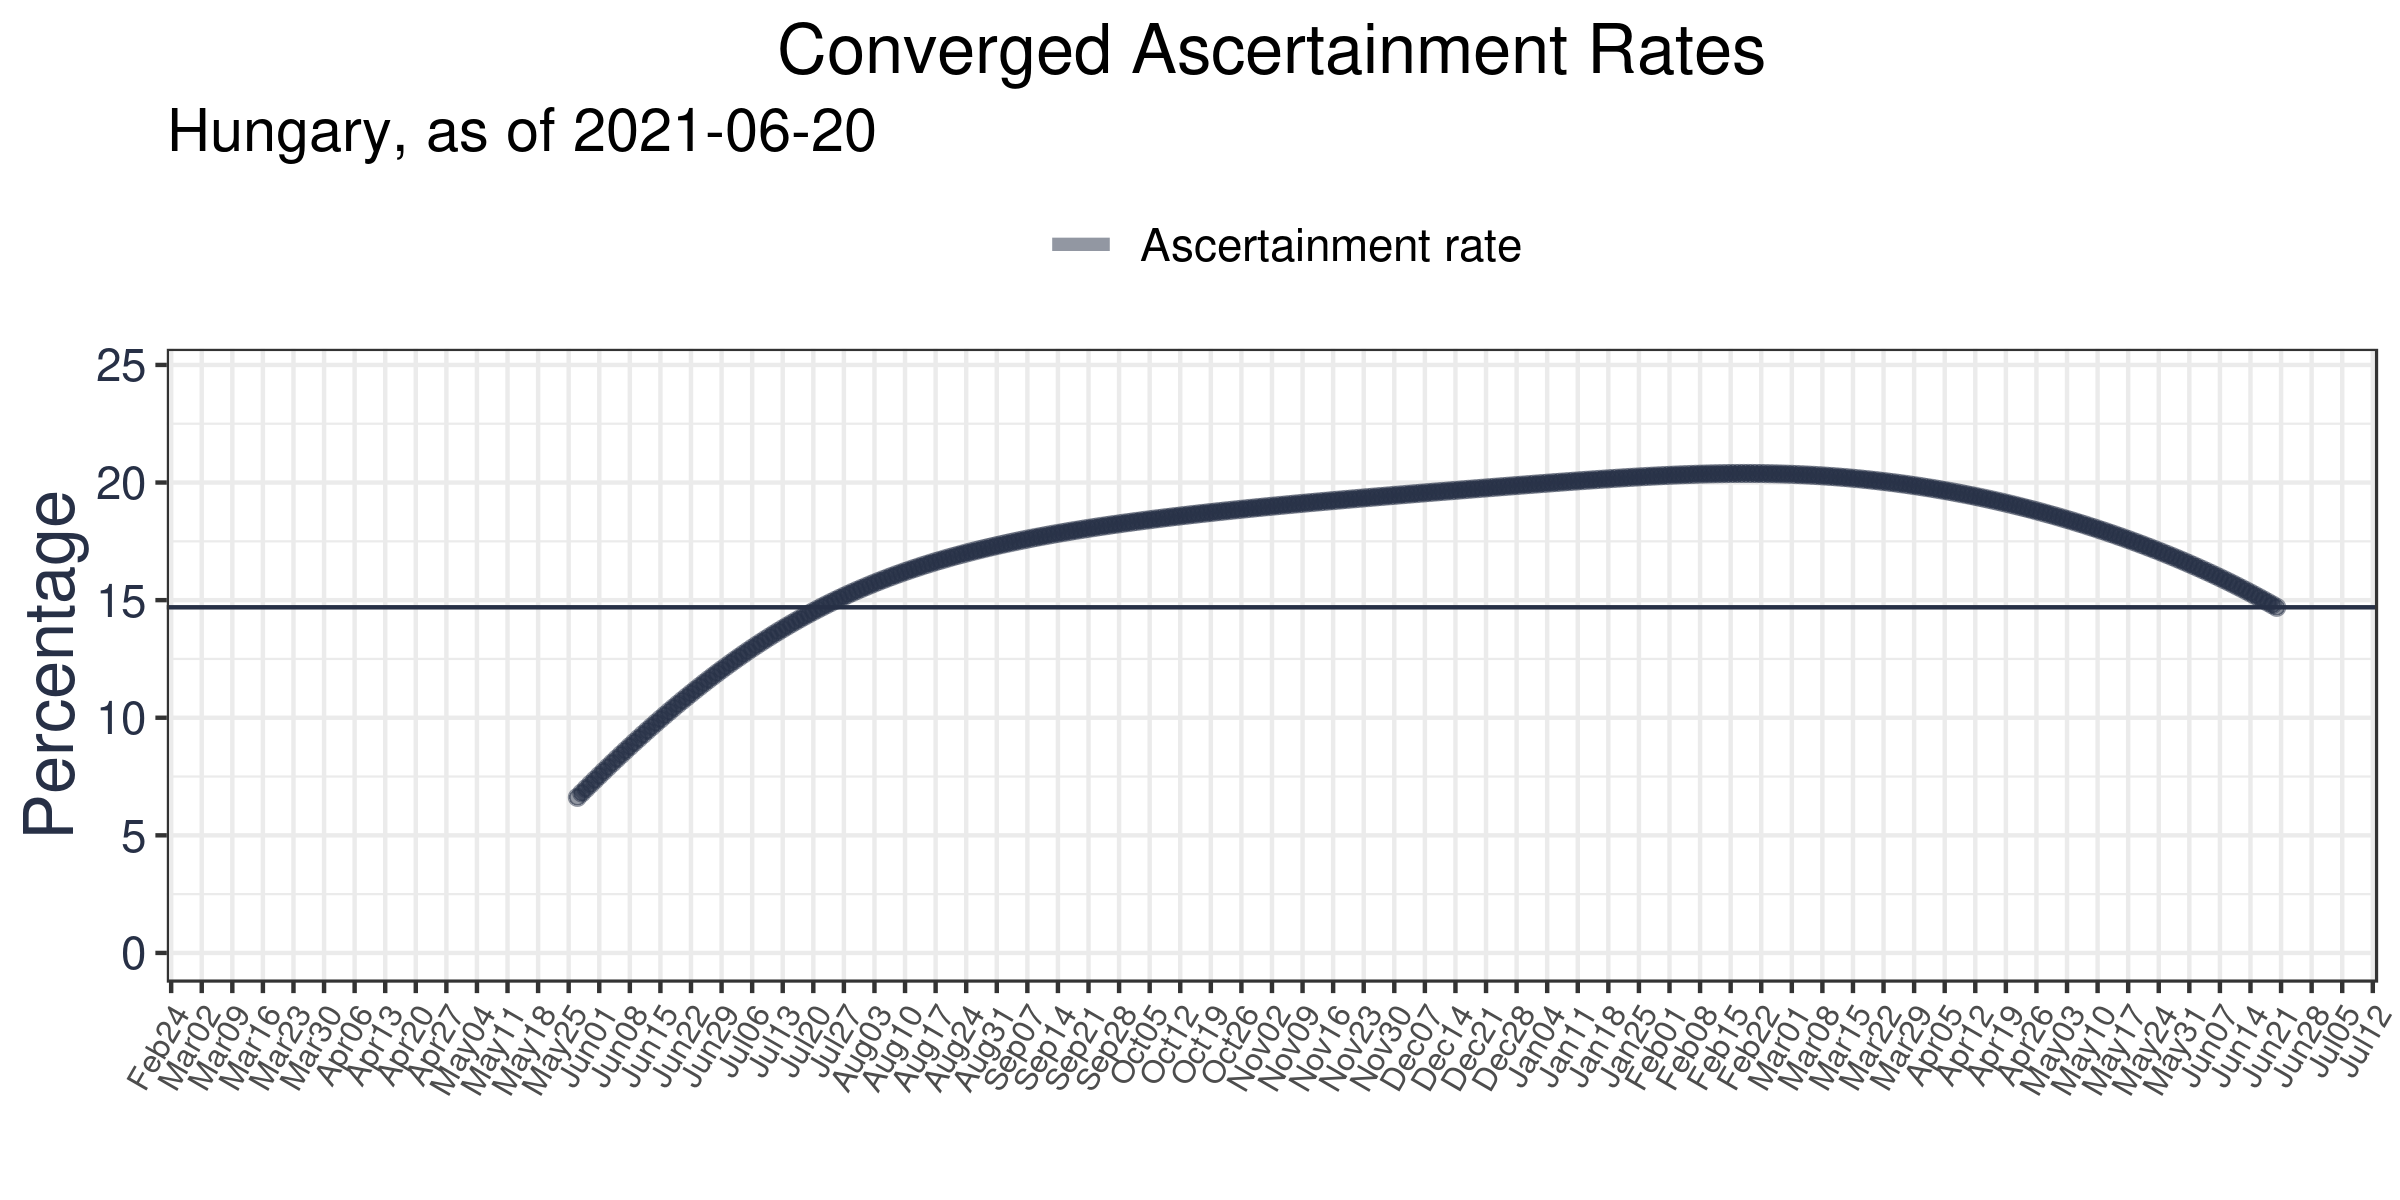 Converged Ascertainment Rates
Hungary, as of 2021-06-20
Ascertainment rate
Percentage
25
20
15
10
5
0
Feb24
Mar02
Mar09
Mar16
Mar23
Mar30
Apr06
Apr13
Apr20
Apr27
May04
May11
May18
May25
Jun01
Jun08
Jun15
Jun22
Jun29
Jul06
Jul13
Jul20
Jul27
Aug03
Aug10
Aug17
Aug24
Aug31
Sep07
Sep14
Sep21
Sep28
Oct05
Oct12
Oct19
Oct26
Nov02
Nov09
Nov16
Nov23
Nov30
Dec07
Dec14
Dec21
Dec28
Jan04
Jan11
Jan18
Jan25
Feb01
Feb08
Feb15
Feb22
Mar01
Mar08
Mar15
Mar22
Mar29
Apr05
Apr12
Apr19
Apr26
May03
May10
May17
May24
May31
Jun07
Jun14
Jun21
Jun28
Jul05
Jul12